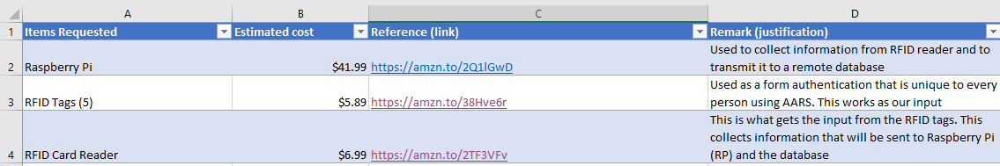 A B C D
1 Items Requested Estimated cost Reference (link) Remark (justification)
Used to collect information from RFID reader and to
2 Raspberry Pi $41.99 https://amzn.to/2Q1lGwD transmit it to a remote database
Used as a form authentication that is unique to every
3 RFID Tags (5) $5.89 https://amzn.to/38Hve6r person using AARS. This works as our input
This is what gets the input from the RFID tags. This
collects information that will be sent to Raspberry Pi
4 RFID Card Reader $6.99 https://amzn.to/2TF3VFv (RP) and the database